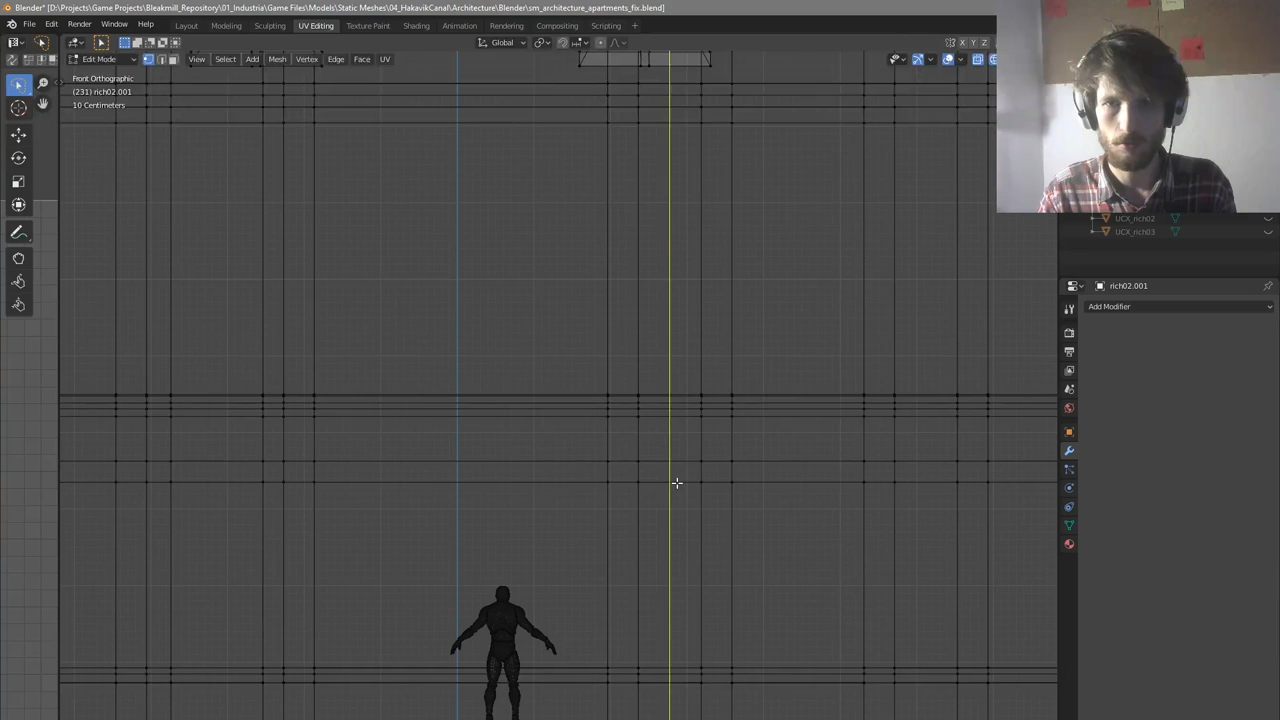 Blender* [D:\Projects\Game Projects\Bleakmill_Repository\01_Industria\Game Files\Models\Static Meshes\04_HakavikCanal\Architecture\Blender\sm_architecture_apartments_fix.blend]
File Edit Render Window Help Layout Modeling Sculpting UV Editing Texture Paint Shading Animation Rendering Compositing Scripting
Global X Y Z
Edit Mode View Select Add Mesh Vertex Edge Face UV
Front Orthographic
(231) rich02.001
10 Centimeters
UCX_rich02
UCX_rich03
rich02.001
Add Modifier